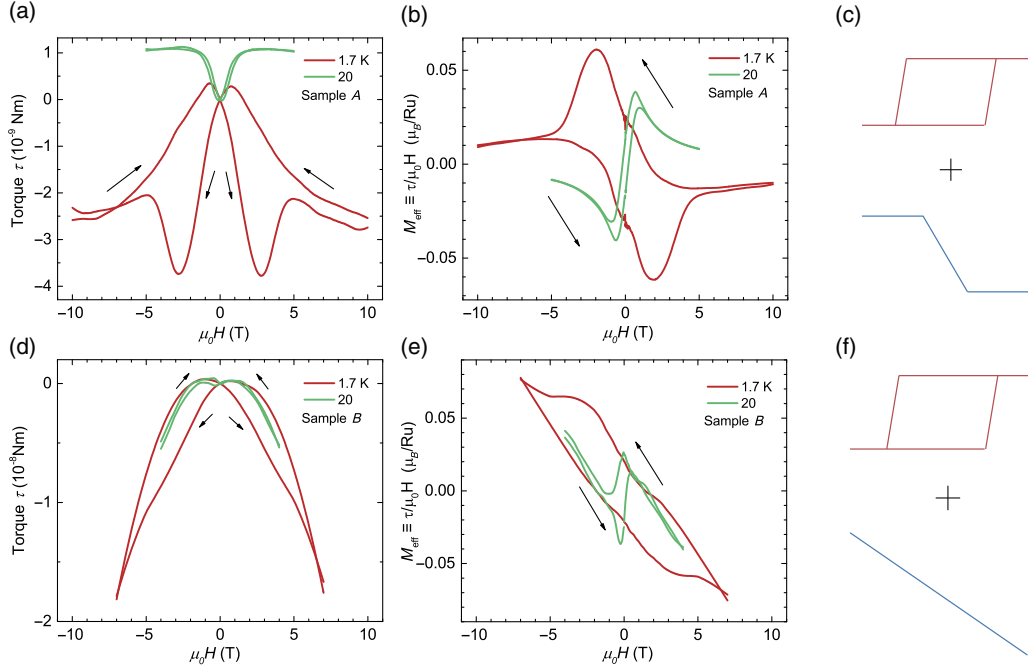 (a)
Torque τ (10⁻⁹ Nm)
1
0
−1
−2
−3
−4
1.7 K
20
Sample A
−10 −5 0 5 10
μ₀H (T)
(b)
M_eff ≡ τ/μ₀H (μ_B/Ru)
0.05
0.00
−0.05
1.7 K
20
Sample A
−10 −5 0 5 10
μ₀H (T)
(c)
+
(d)
Torque τ (10⁻⁸Nm)
0
−1
−2
1.7 K
20
Sample B
−10 −5 0 5 10
μ₀H (T)
(e)
M_eff ≡ τ/μ₀H (μ_B/Ru)
0.05
0.00
−0.05
1.7 K
20
Sample B
−10 −5 0 5 10
μ₀H (T)
(f)
+